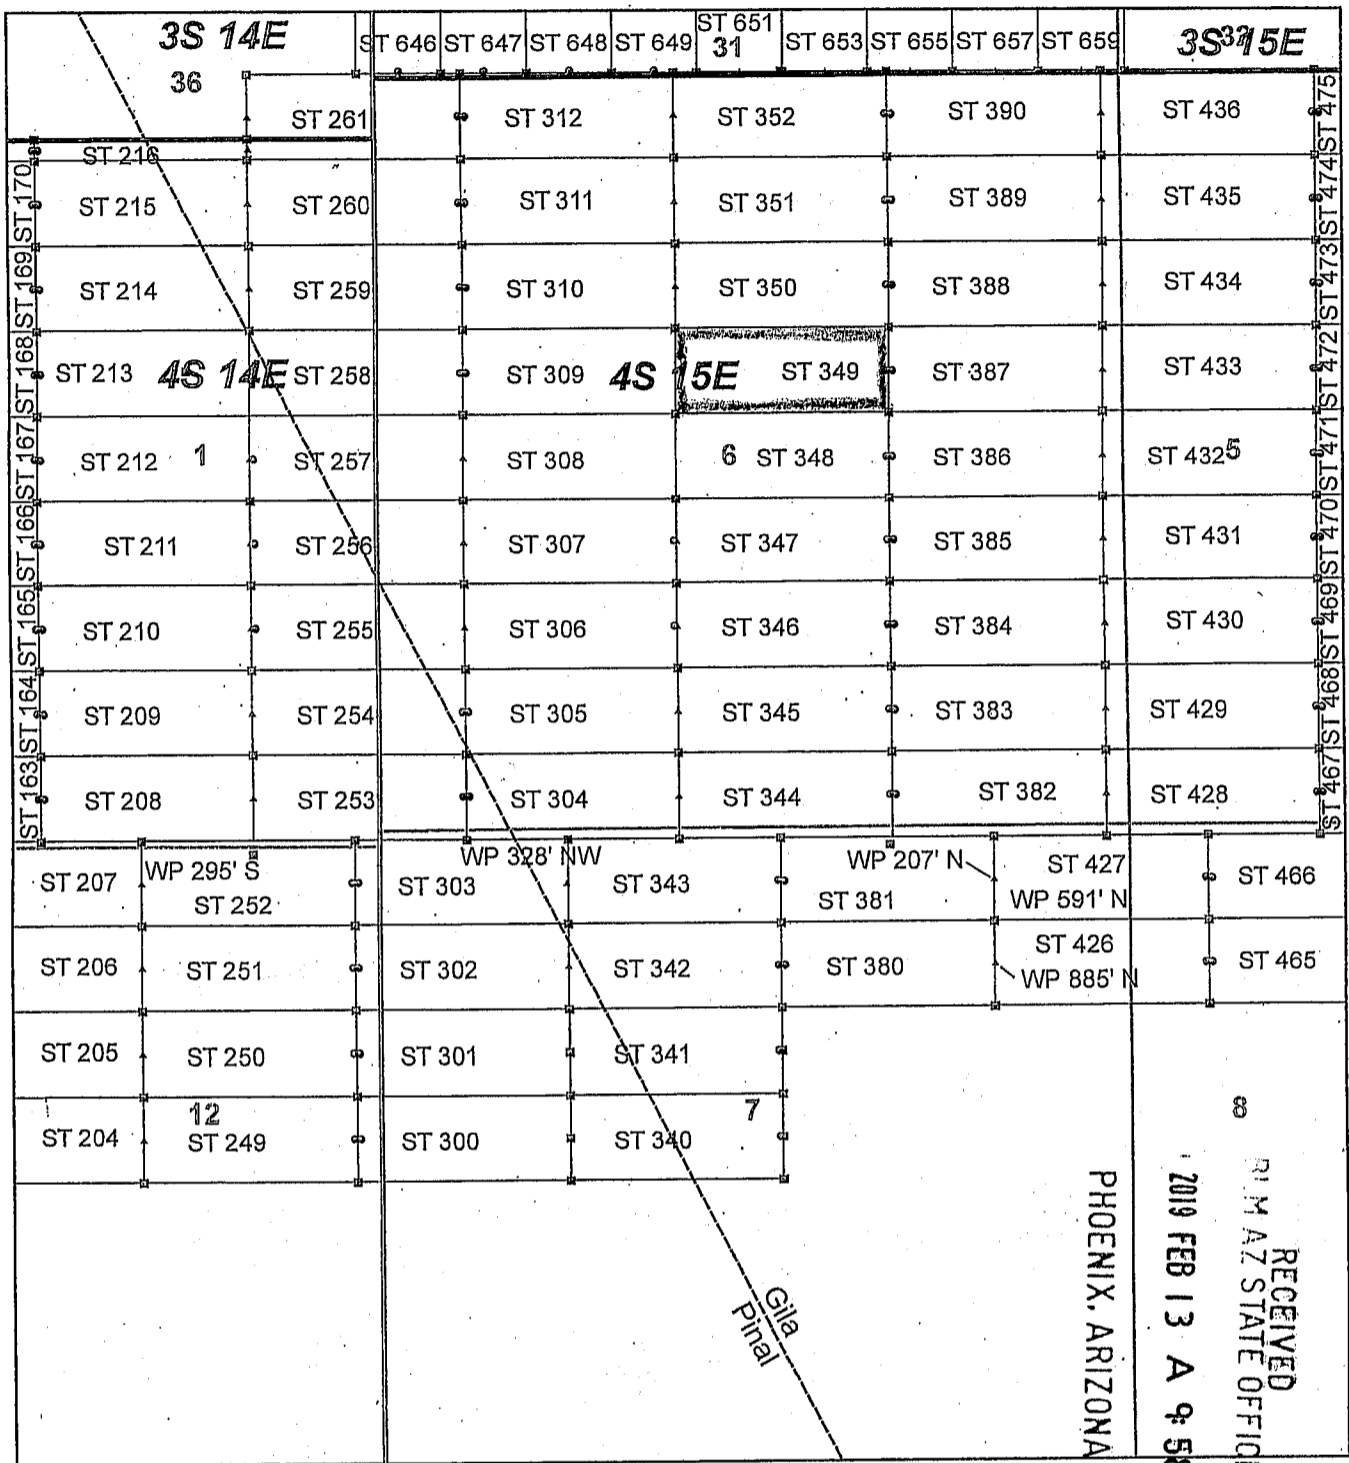 3S 14E
ST 646 ST 647 ST 648 ST 649 ST 651 ST 653 ST 655 ST 657 ST 659
31
3S 15E
36
ST 261 ST 312 ST 352 ST 390 ST 436 ST 475
ST 216
ST 170 ST 215 ST 260 ST 311 ST 351 ST 389 ST 435 ST 474
ST 169 ST 214 ST 259 ST 310 ST 350 ST 388 ST 434 ST 473
ST 168 ST 213 4S 14E ST 258 ST 309 4S 15E ST 349 ST 387 ST 433 ST 472
ST 167 ST 212 1 ST 257 ST 308 6 ST 348 ST 386 ST 432 5 ST 471
ST 166 ST 211 ST 256 ST 307 ST 347 ST 385 ST 431 ST 470
ST 165 ST 210 ST 255 ST 306 ST 346 ST 384 ST 430 ST 469
ST 164 ST 209 ST 254 ST 305 ST 345 ST 383 ST 429 ST 468
ST 163 ST 208 ST 253 ST 304 ST 344 ST 382 ST 428 ST 467
WP 295' S WP 328' NW WP 207' N ST 427
ST 207 ST 252 ST 303 ST 343 ST 381 WP 591' N ST 466
ST 426
ST 206 ST 251 ST 302 ST 342 ST 380 WP 885' N ST 465
ST 205 ST 250 ST 301 ST 341
12 7 8
ST 204 ST 249 ST 300 ST 340
Gila
Pinal
RECEIVED
AZ STATE OFFIC
2019 FEB 13 A 9:5
PHOENIX, ARIZONA